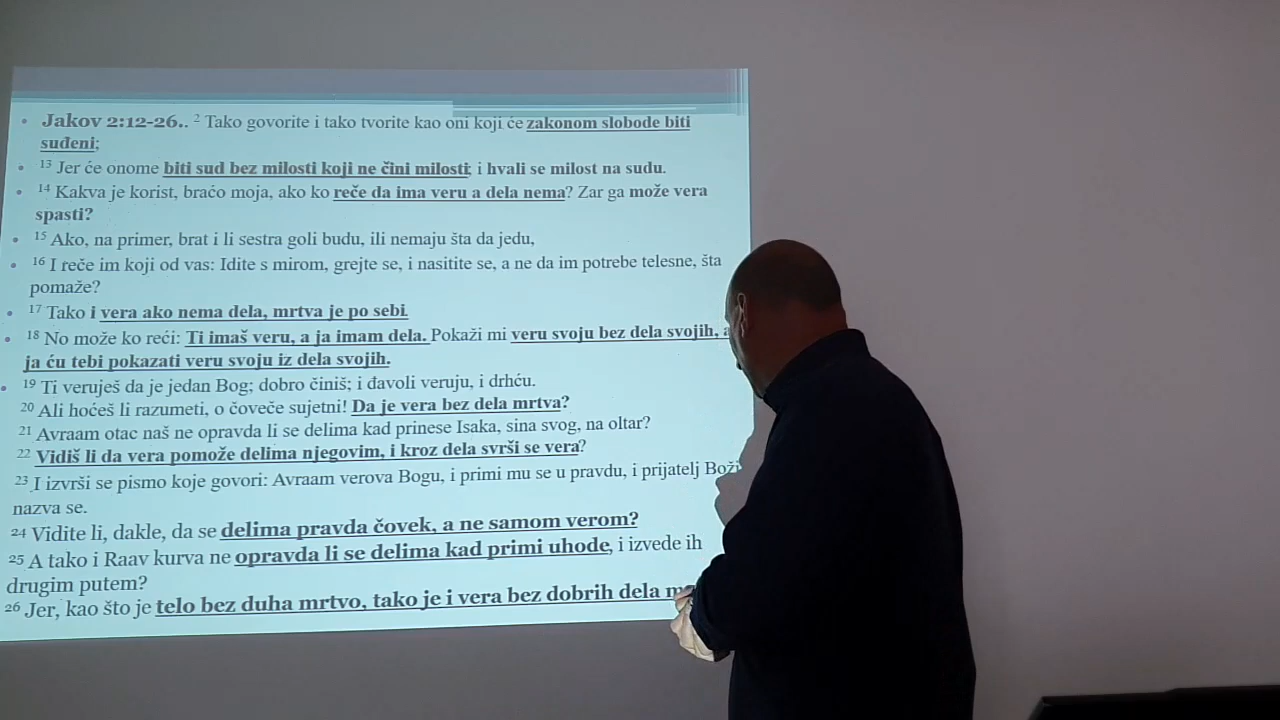 Jakov 2:12-26.. 2 Tako govorite i tako tvorite kao oni koji će zakonom slobode biti
suđeni;
13 Jer će onome biti sud bez milosti koji ne čini milosti; i hvali se milost na sudu.
14 Kakva je korist, braćo moja, ako ko reče da ima veru a dela nema? Zar ga može vera
spasti?
15 Ako, na primer, brat i li sestra goli budu, ili nemaju šta da jedu,
16 I reče im koji od vas: Idite s mirom, grejte se, i nasitite se, a ne da im potrebe telesne, šta
pomaže?
17 Tako i vera ako nema dela, mrtva je po sebi.
18 No može ko reći: Ti imaš veru, a ja imam dela. Pokaži mi veru svoju bez dela svojih, a
ja ću tebi pokazati veru svoju iz dela svojih.
19 Ti veruješ da je jedan Bog; dobro činiš; i đavoli veruju, i drhću.
20 Ali hoćeš li razumeti, o čoveče sujetni! Da je vera bez dela mrtva?
21 Avraam otac naš ne opravda li se delima kad prinese Isaka, sina svog, na oltar?
22 Vidiš li da vera pomože delima njegovim, i kroz dela svrši se vera?
23 I izvrši se pismo koje govori: Avraam verova Bogu, i primi mu se u pravdu, i prijatelj Božji
nazva se.
24 Vidite li, dakle, da se delima pravda čovek, a ne samom verom?
25 A tako i Raav kurva ne opravda li se delima kad primi uhode, i izvede ih
drugim putem?
26 Jer, kao što je telo bez duha mrtvo, tako je i vera bez dobrih dela